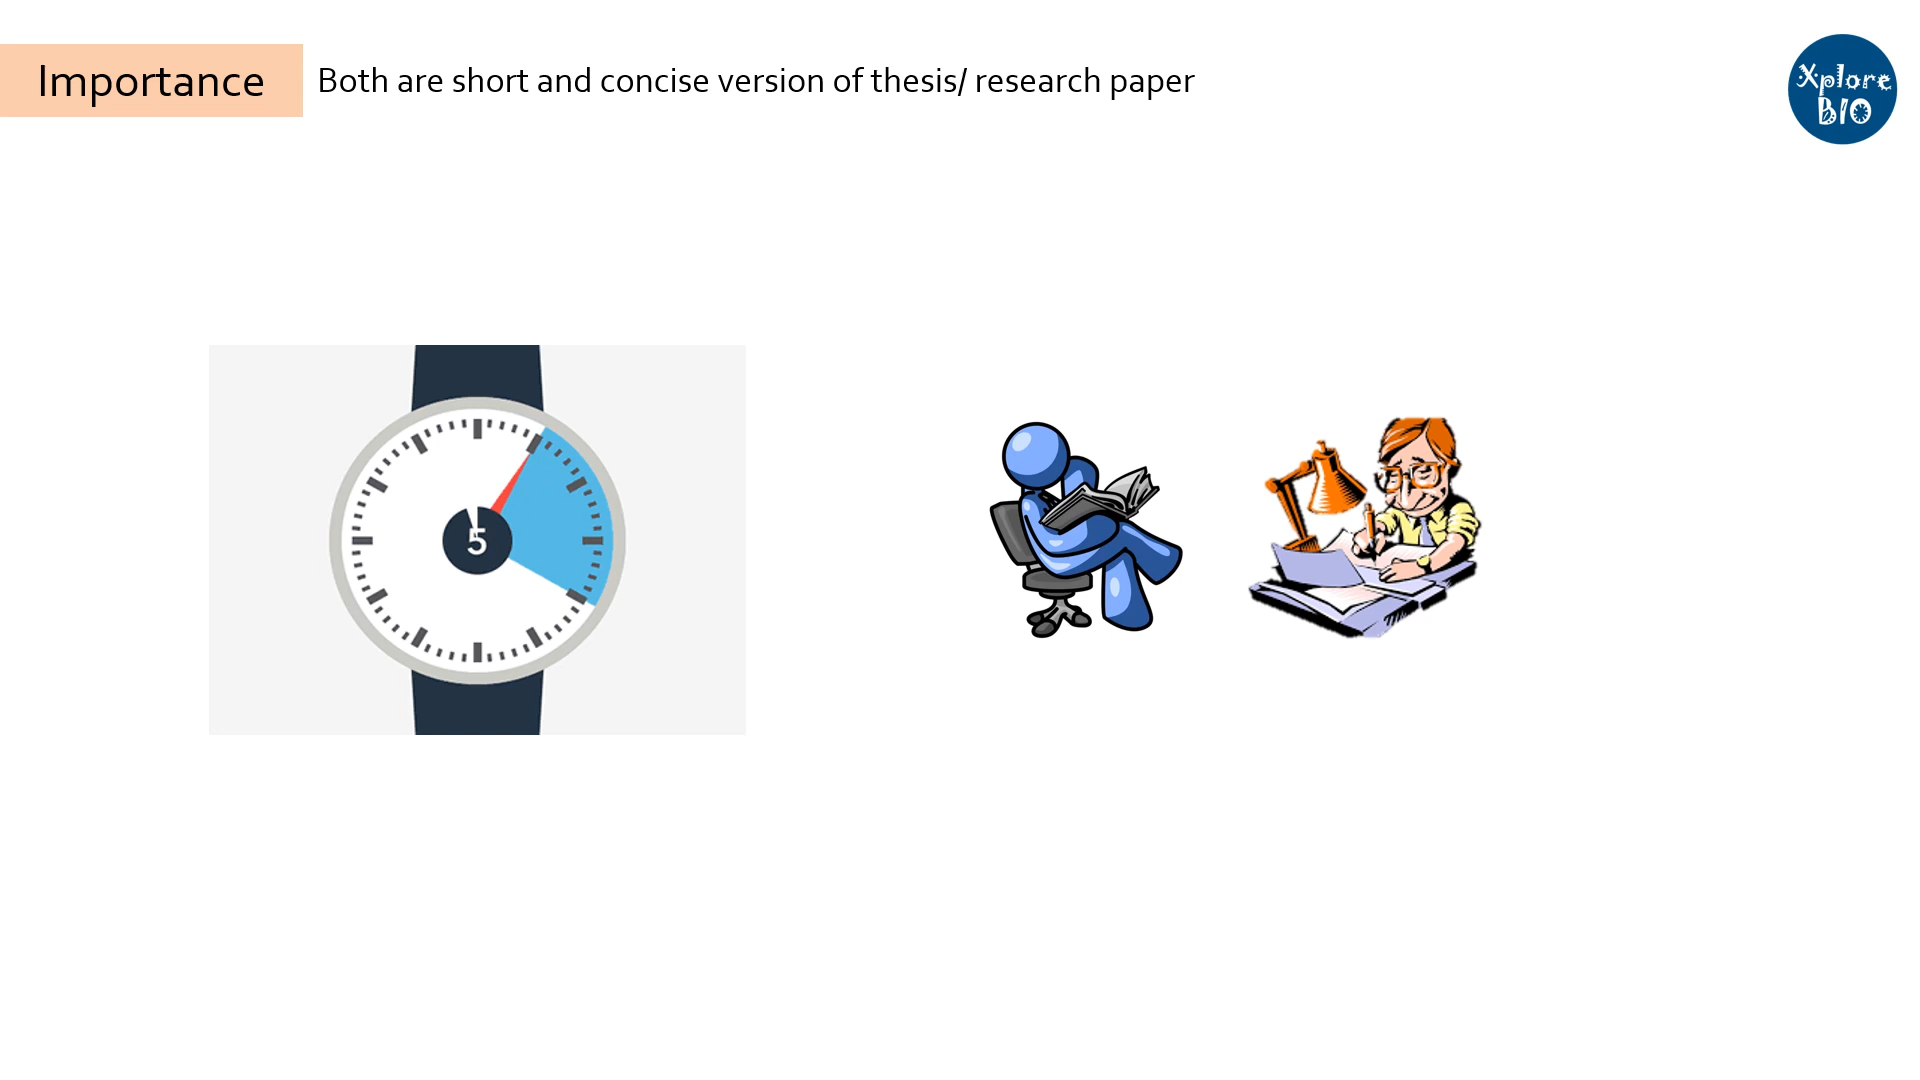 Importance
Both are short and concise version of thesis/ research paper
Xplore
BIO
5